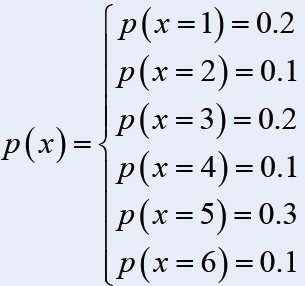 p(x=1)=0.2
p(x=2)=0.1
p(x=3)=0.2
p(x)=
p(x=4)=0.1
p(x=5)=0.3
p(x=6)=0.1